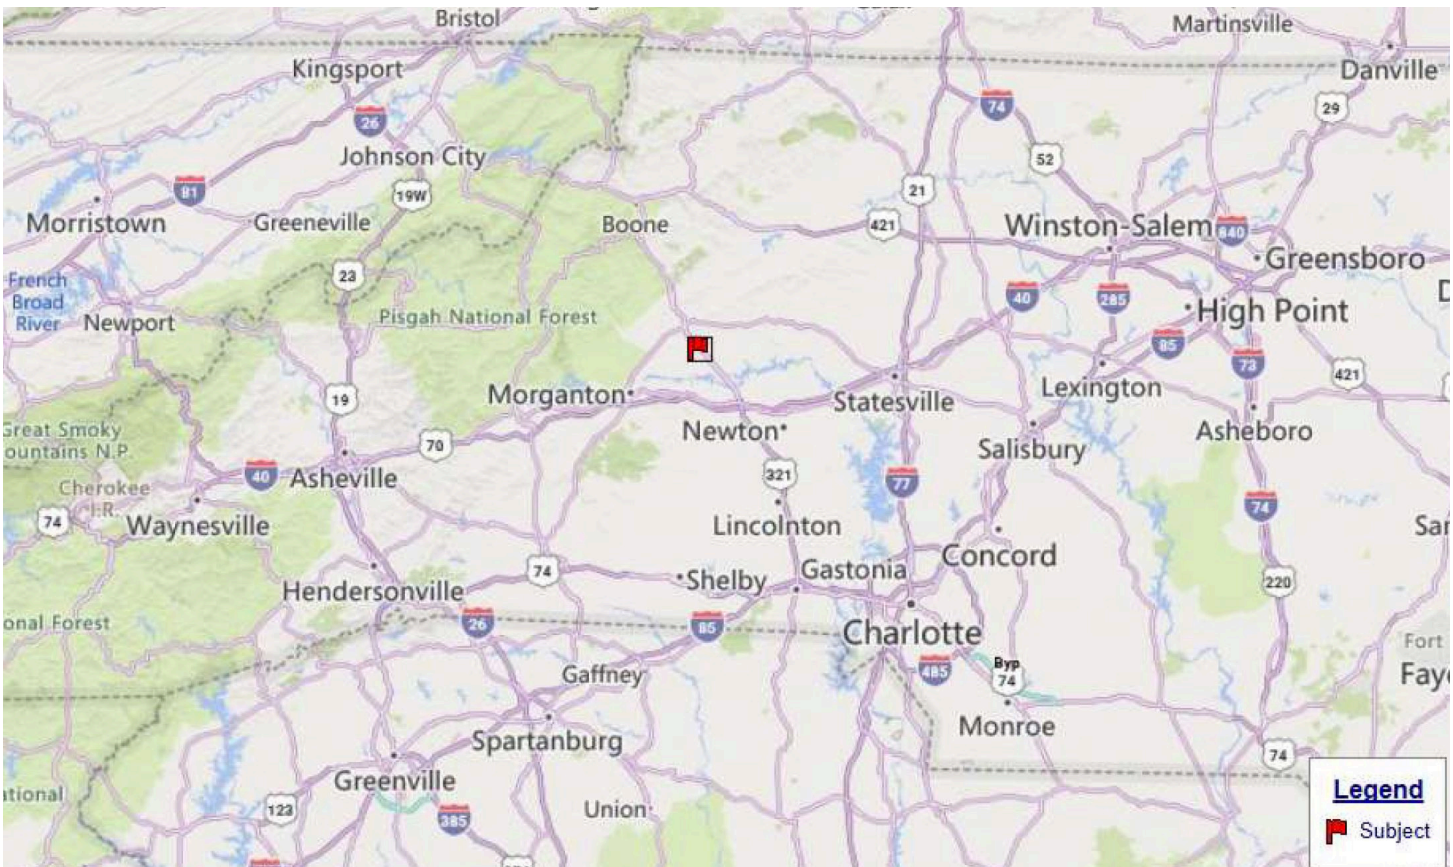 Bristol
Martinsville
Kingsport
Danville
74
29
26
Johnson City
52
81
19W
21
Morristown
Greeneville
Boone
421
Winston-Salem
840
Greensboro
23
French
Broad
River
40
285
High Point
Newport
Pisgah National Forest
85
73
421
Morganton
Lexington
19
Statesville
Great Smoky
ountains N.P.
70
Newton
Salisbury
Asheboro
40
Asheville
321
77
Cherokee
I.R.
74
Waynesville
74
Lincolnton
San
Concord
74
Shelby
Gastonia
220
Hendersonville
onal Forest
26
85
Charlotte
Fort
485
Byp
74
Gaffney
Faye
Monroe
Spartanburg
74
Greenville
ational
123
Union
385
Legend
Subject